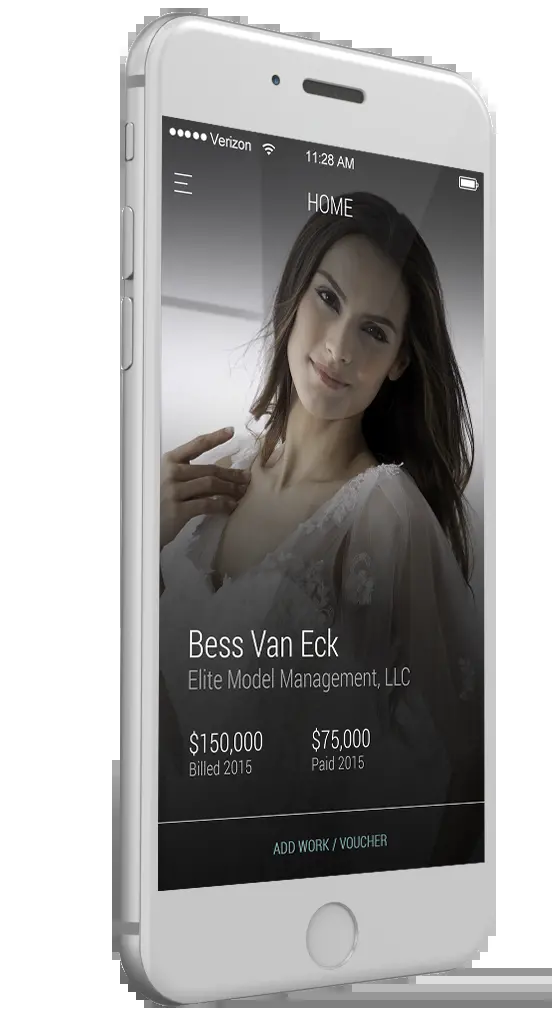 Verizon
11:28 AM
HOME
Bess Van Eck
Elite Model Management, LLC
$150,000 $75,000
Billed 2015 Paid 2015
ADD WORK / VOUCHER